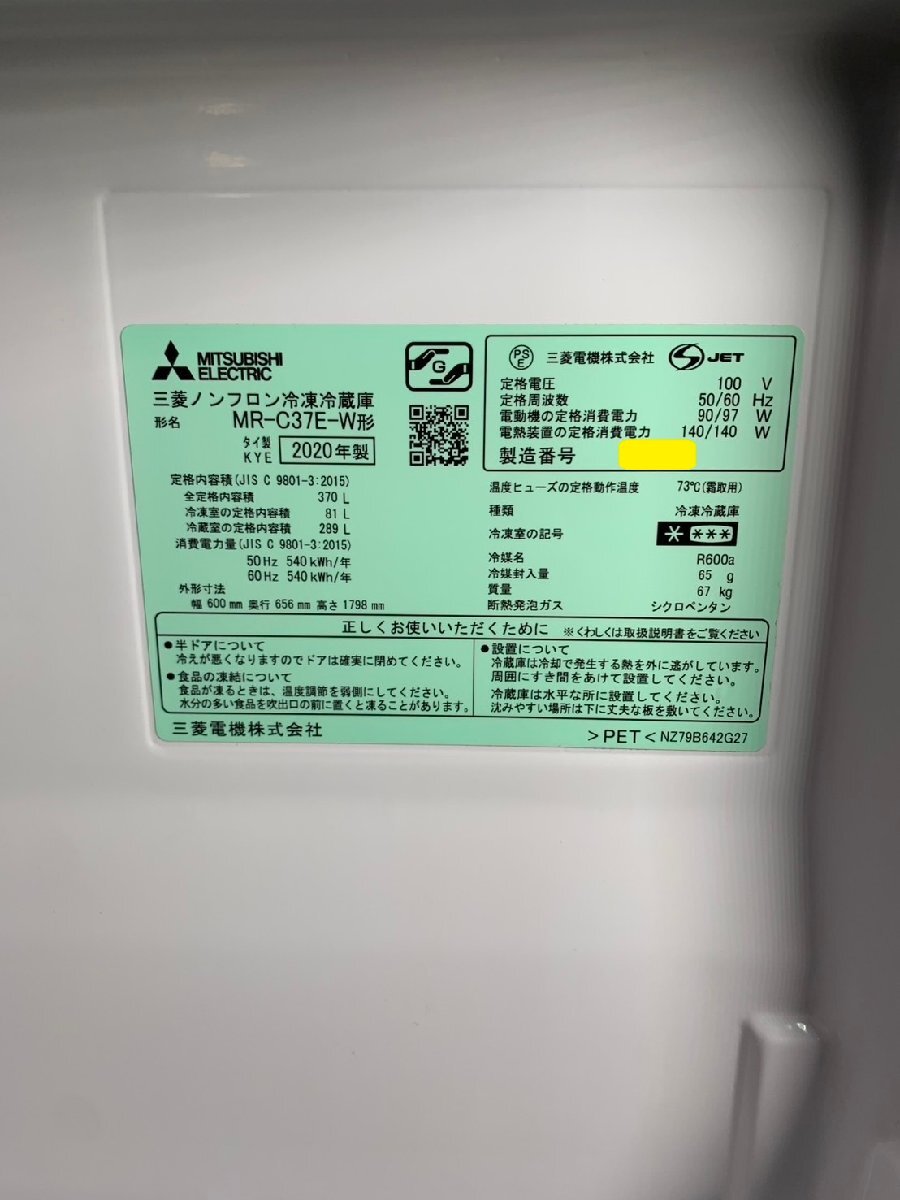 MITSUBISHI
ELECTRIC
G
三菱ノンフロン冷凍冷蔵庫
形名 MR-C37E-W形
タイ製
KYE 2020年製
定格内容積(JIS C 9801-3:2015)
全定格内容積 370 L
冷凍室の定格内容積 81 L
冷蔵室の定格内容積 289 L
消費電力量(JIS C 9801-3:2015)
50Hz 540kWh/年
60Hz 540kWh/年
外形寸法
幅 600mm 奥行 656mm 高さ 1798mm
PS
E 三菱電機株式会社 S JET
定格電圧 100 V
定格周波数 50/60 Hz
電動機の定格消費電力 90/97 W
電熱装置の定格消費電力 140/140 W
製造番号
温度ヒューズの定格動作温度 73℃(霜取用)
種類 冷凍冷蔵庫
冷凍室の記号 * ***
冷媒名 R600a
冷媒封入量 65 g
質量 67 kg
断熱発泡ガス シクロペンタン
正しくお使いいただくために ※くわしくは取扱説明書をご覧ください
●半ドアについて
冷えが悪くなりますのでドアは確実に閉めてください。
●食品の凍結について
食品が凍るときは、温度調節を弱側にしてください。
水分の多い食品を吹出口の前に置くと凍ることがあります。
●設置について
冷蔵庫は冷却で発生する熱を外に逃がしています。
周囲にすき間をあけて設置してください。
冷蔵庫は水平な所に設置してください。
沈みやすい場所は下に丈夫な板を敷いてください。
三菱電機株式会社
>PET< NZ79B642G27